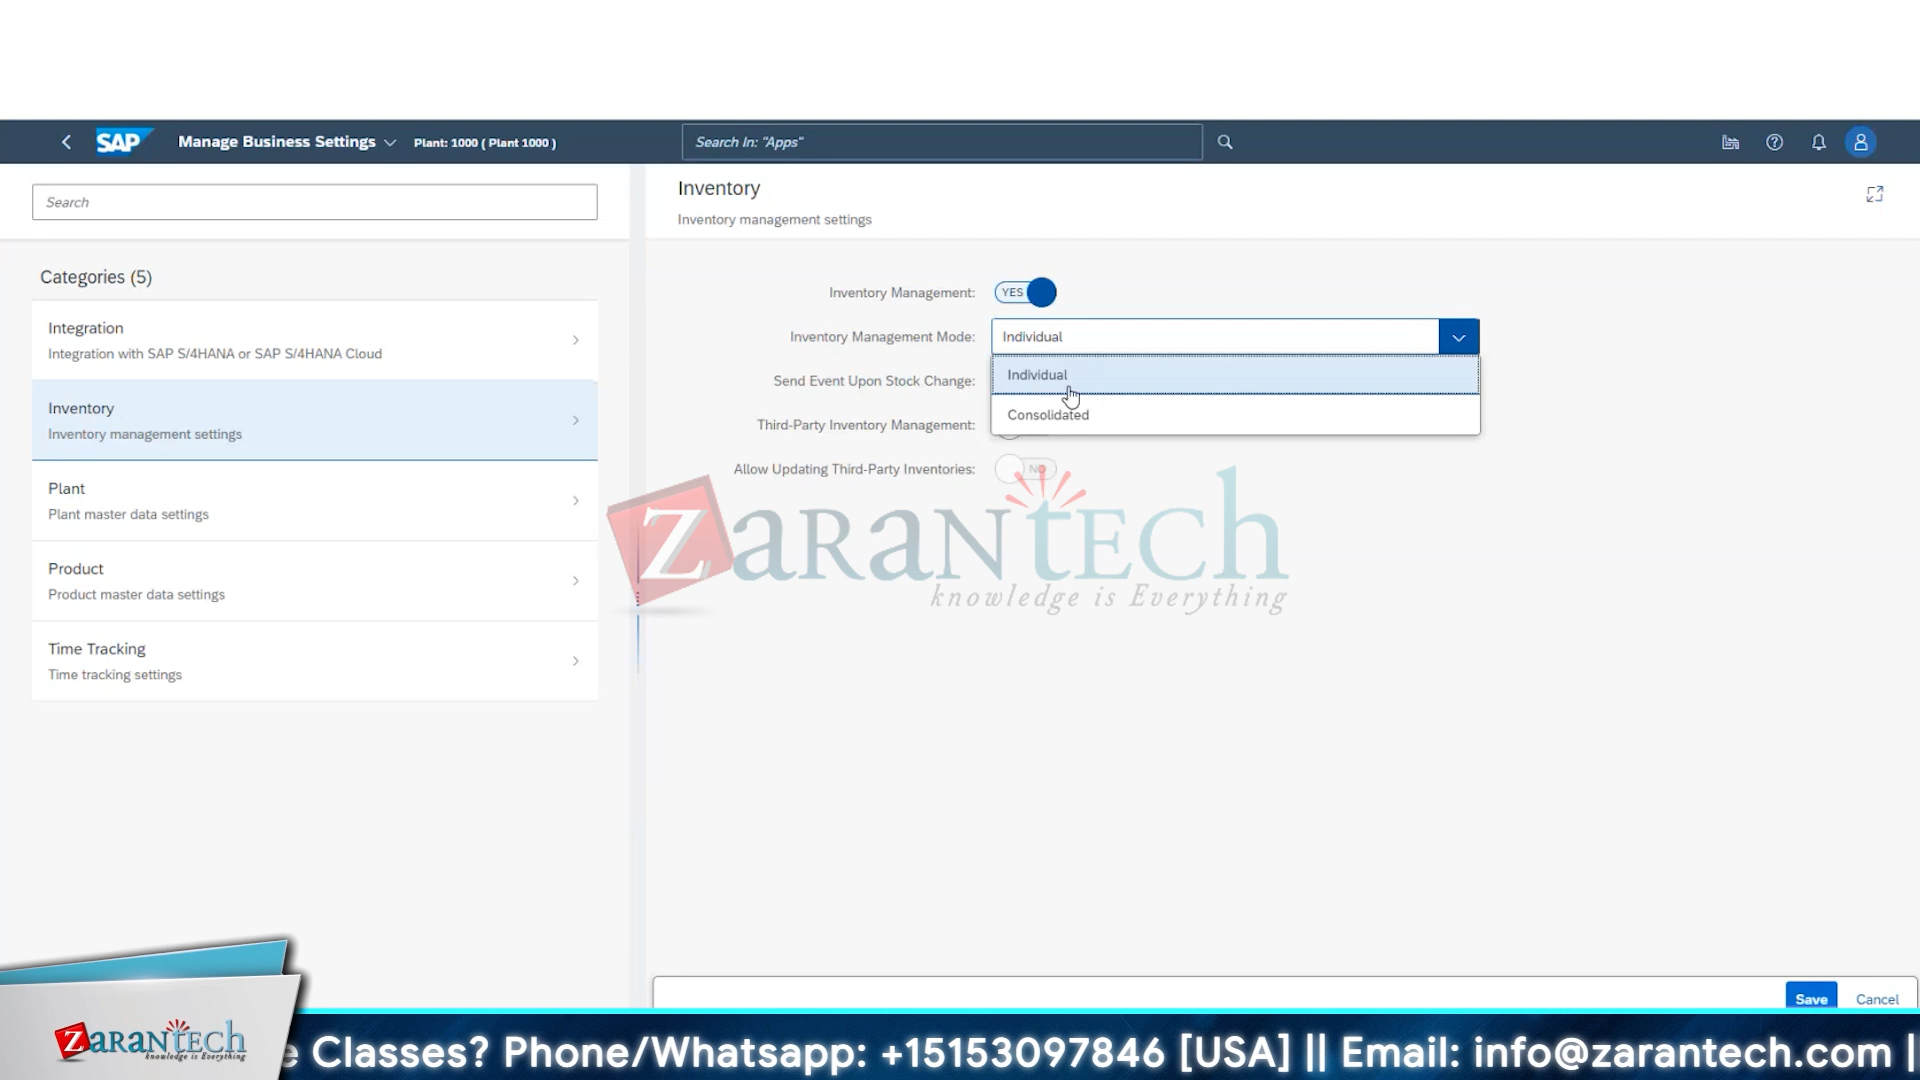 SAP Manage Business Settings Plant: 1000 ( Plant 1000 ) Search In: "Apps"
Search
Categories (5)
Integration
Integration with SAP S/4HANA or SAP S/4HANA Cloud
Inventory
Inventory management settings
Plant
Plant master data settings
Product
Product master data settings
Time Tracking
Time tracking settings
Inventory
Inventory management settings
Inventory Management: YES
Inventory Management Mode: Individual
Individual
Consolidated
Send Event Upon Stock Change:
Third-Party Inventory Management:
Allow Updating Third-Party Inventories: NO
ZaranTech
knowledge is Everything
Save Cancel
ZaranTech
knowledge is Everything
e Classes? Phone/Whatsapp: +15153097846 [USA] || Email: info@zarantech.com |